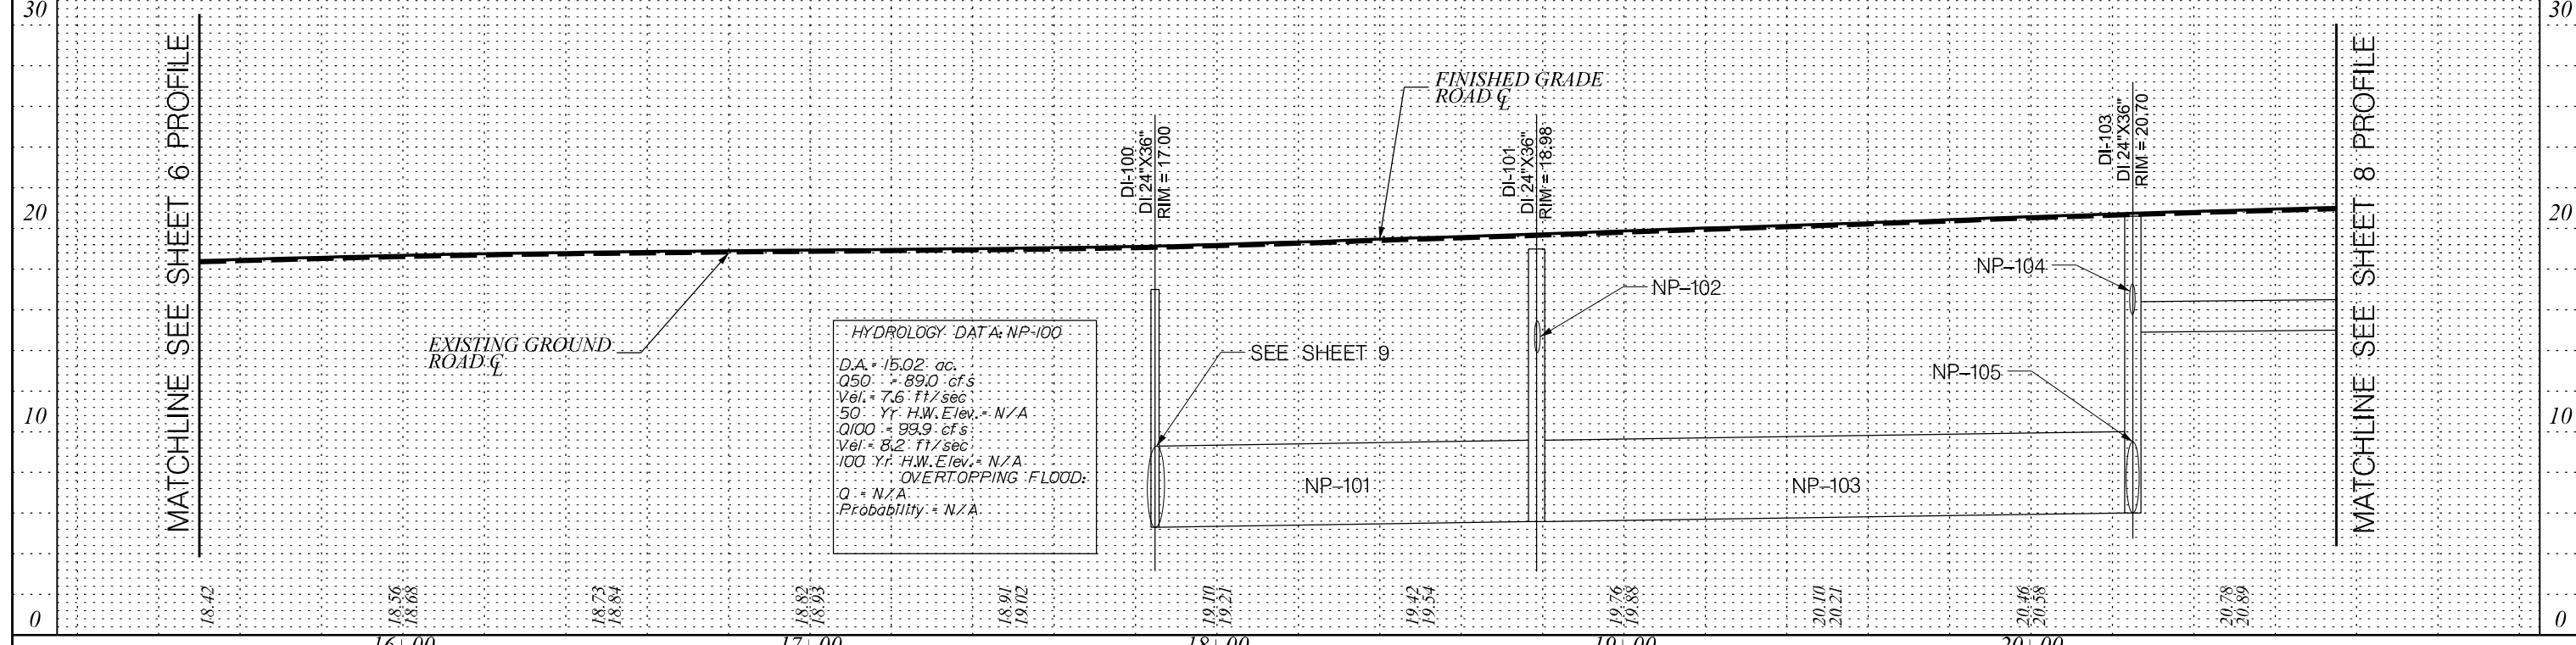 30
30
20
20
10
10
0
0
MATCHLINE SEE SHEET 6 PROFILE
EXISTING GROUND
ROAD ℄
HYDROLOGY DATA: NP-100
D.A. = 15.02 ac.
Q50 = 89.0 cfs
Vel. = 7.6 ft/sec
50 Yr H.W. Elev. = N/A
Q100 = 99.9 cfs
Vel = 8.2 ft/sec
100 Yr H.W. Elev. = N/A
OVERTOPPING FLOOD:
Q = N/A
Probability = N/A
DI-100
DI 24"X36"
RIM = 17.00
SEE SHEET 9
NP-101
FINISHED GRADE
ROAD ℄
DI-101
DI 24"X36"
RIM = 18.98
NP-102
NP-103
DI-103
DI 24"X36"
RIM = 20.70
NP-104
NP-105
MATCHLINE SEE SHEET 8 PROFILE
18.42
18.56
18.68
18.73
18.84
18.82
18.93
18.91
19.02
19.10
19.21
19.42
19.54
19.76
19.88
20.10
20.21
20.46
20.58
20.78
20.89
16+00
17+00
18+00
19+00
20+00